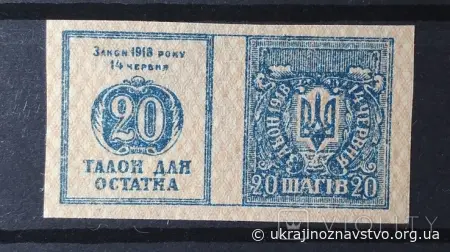 ЗАКОН 1918 РОКУ
14 ЧЕРВНЯ
20
ТАЛОН ДЛЯ
ОСТАТКА
ЗАКОН 1918 14 ЧЕРВНЯ
20 ШАГІВ 20
VIOLITY
ukrajinoznavstvo.org.ua